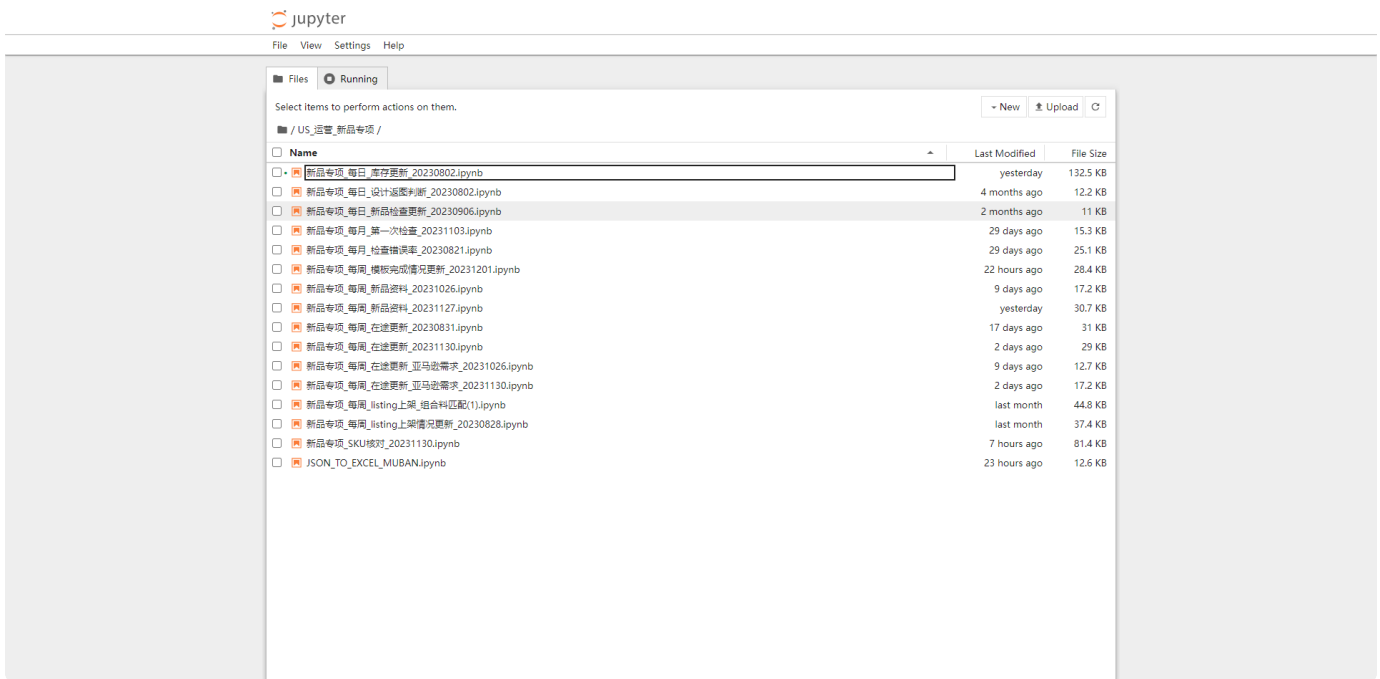 jupyter
File View Settings Help
Files Running
Select items to perform actions on them. New Upload
/ US_运营_新品专项 /
Name Last Modified File Size
新品专项_每日_库存更新_20230802.ipynb yesterday 132.5 KB
新品专项_每日_设计返图判断_20230802.ipynb 4 months ago 12.2 KB
新品专项_每日_新品检查更新_20230906.ipynb 2 months ago 11 KB
新品专项_每月_第一次检查_20231103.ipynb 29 days ago 15.3 KB
新品专项_每月_检查错误率_20230821.ipynb 29 days ago 25.1 KB
新品专项_每周_模板完成情况更新_20231201.ipynb 22 hours ago 28.4 KB
新品专项_每周_新品资料_20231026.ipynb 9 days ago 17.2 KB
新品专项_每周_新品资料_20231127.ipynb yesterday 30.7 KB
新品专项_每周_在途更新_20230831.ipynb 17 days ago 31 KB
新品专项_每周_在途更新_20231130.ipynb 2 days ago 29 KB
新品专项_每周_在途更新_亚马逊需求_20231026.ipynb 9 days ago 12.7 KB
新品专项_每周_在途更新_亚马逊需求_20231130.ipynb 2 days ago 17.2 KB
新品专项_每周_listing上架_组合料匹配(1).ipynb last month 44.8 KB
新品专项_每周_listing上架情况更新_20230828.ipynb last month 37.4 KB
新品专项_SKU核对_20231130.ipynb 7 hours ago 81.4 KB
JSON_TO_EXCEL_MUBAN.ipynb 23 hours ago 12.6 KB